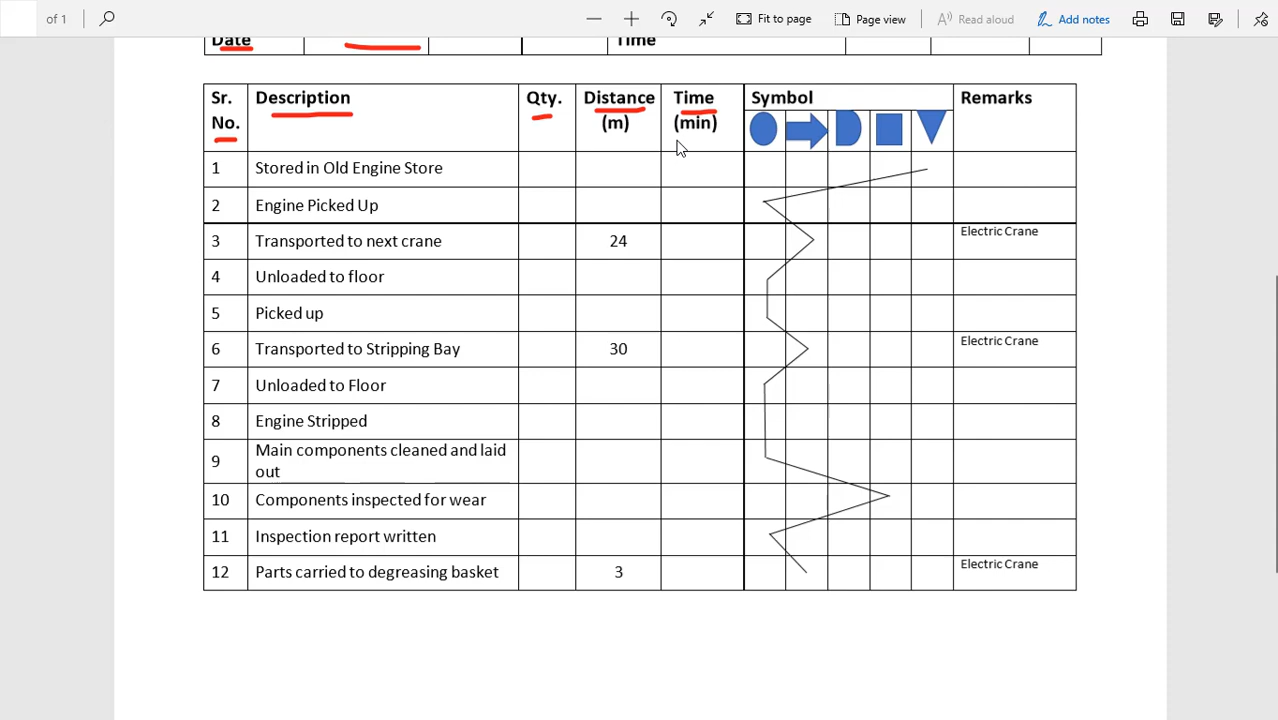 of 1
Fit to page
Page view
Read aloud
Add notes
Date
Time
Sr. No.
Description
Qty.
Distance (m)
Time (min)
Symbol
Remarks
1 Stored in Old Engine Store
2 Engine Picked Up
3 Transported to next crane 24 Electric Crane
4 Unloaded to floor
5 Picked up
6 Transported to Stripping Bay 30 Electric Crane
7 Unloaded to Floor
8 Engine Stripped
9 Main components cleaned and laid
out
10 Components inspected for wear
11 Inspection report written
12 Parts carried to degreasing basket 3 Electric Crane